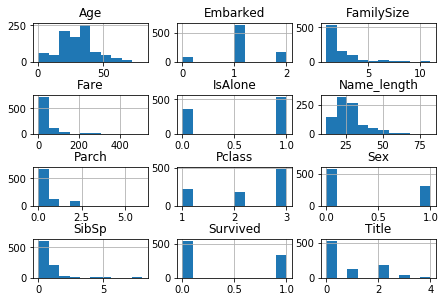 Age Embarked FamilySize
250
0
0 50
500
0
0 1 2
500
0
5 10
Fare IsAlone Name_length
500
0
0 200 400
500
0
0.0 0.5 1.0
250
0
25 50 75
Parch Pclass Sex
500
0
0.0 2.5 5.0
500
0
1 2 3
500
0
0.0 0.5 1.0
SibSp Survived Title
500
0
0 5
500
0
0.0 0.5 1.0
500
0
0 2 4